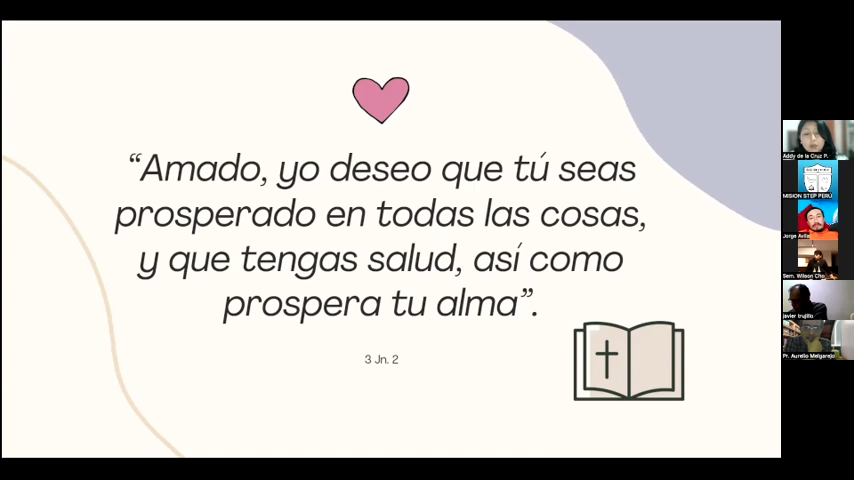 “Amado, yo deseo que tú seas
prosperado en todas las cosas,
y que tengas salud, así como
prospera tu alma”.
3 Jn. 2
Addy de la Cruz P.
MISION STEP PERÚ
Jorge Avila
Sem. Wilson Cho
javier trujillo
Pr. Aurelio Melgarejo